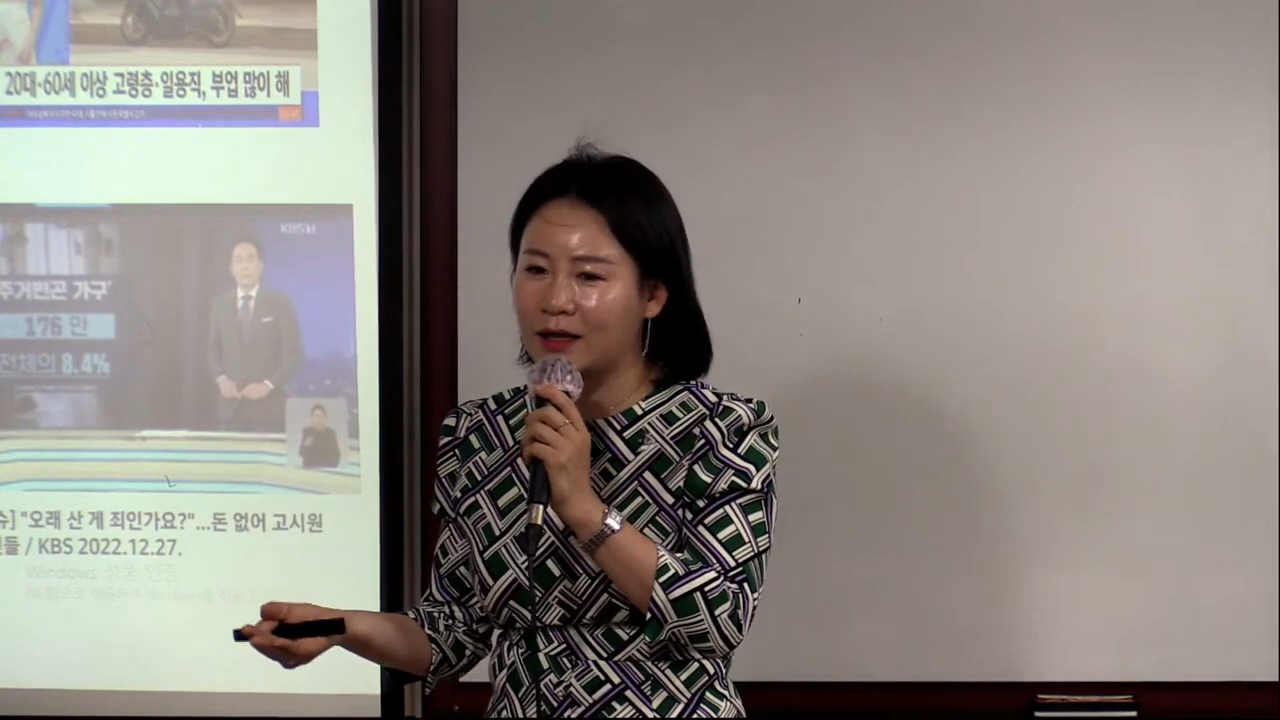 20대·60세 이상 고령층·일용직, 부업 많이 해
KBS
주거빈곤 가구'
176 만
전체의 8.4%
슈] "오래 산 게 죄인가요?"...돈 없어 고시원
들 / KBS 2022.12.27.
Windows 정품 인증